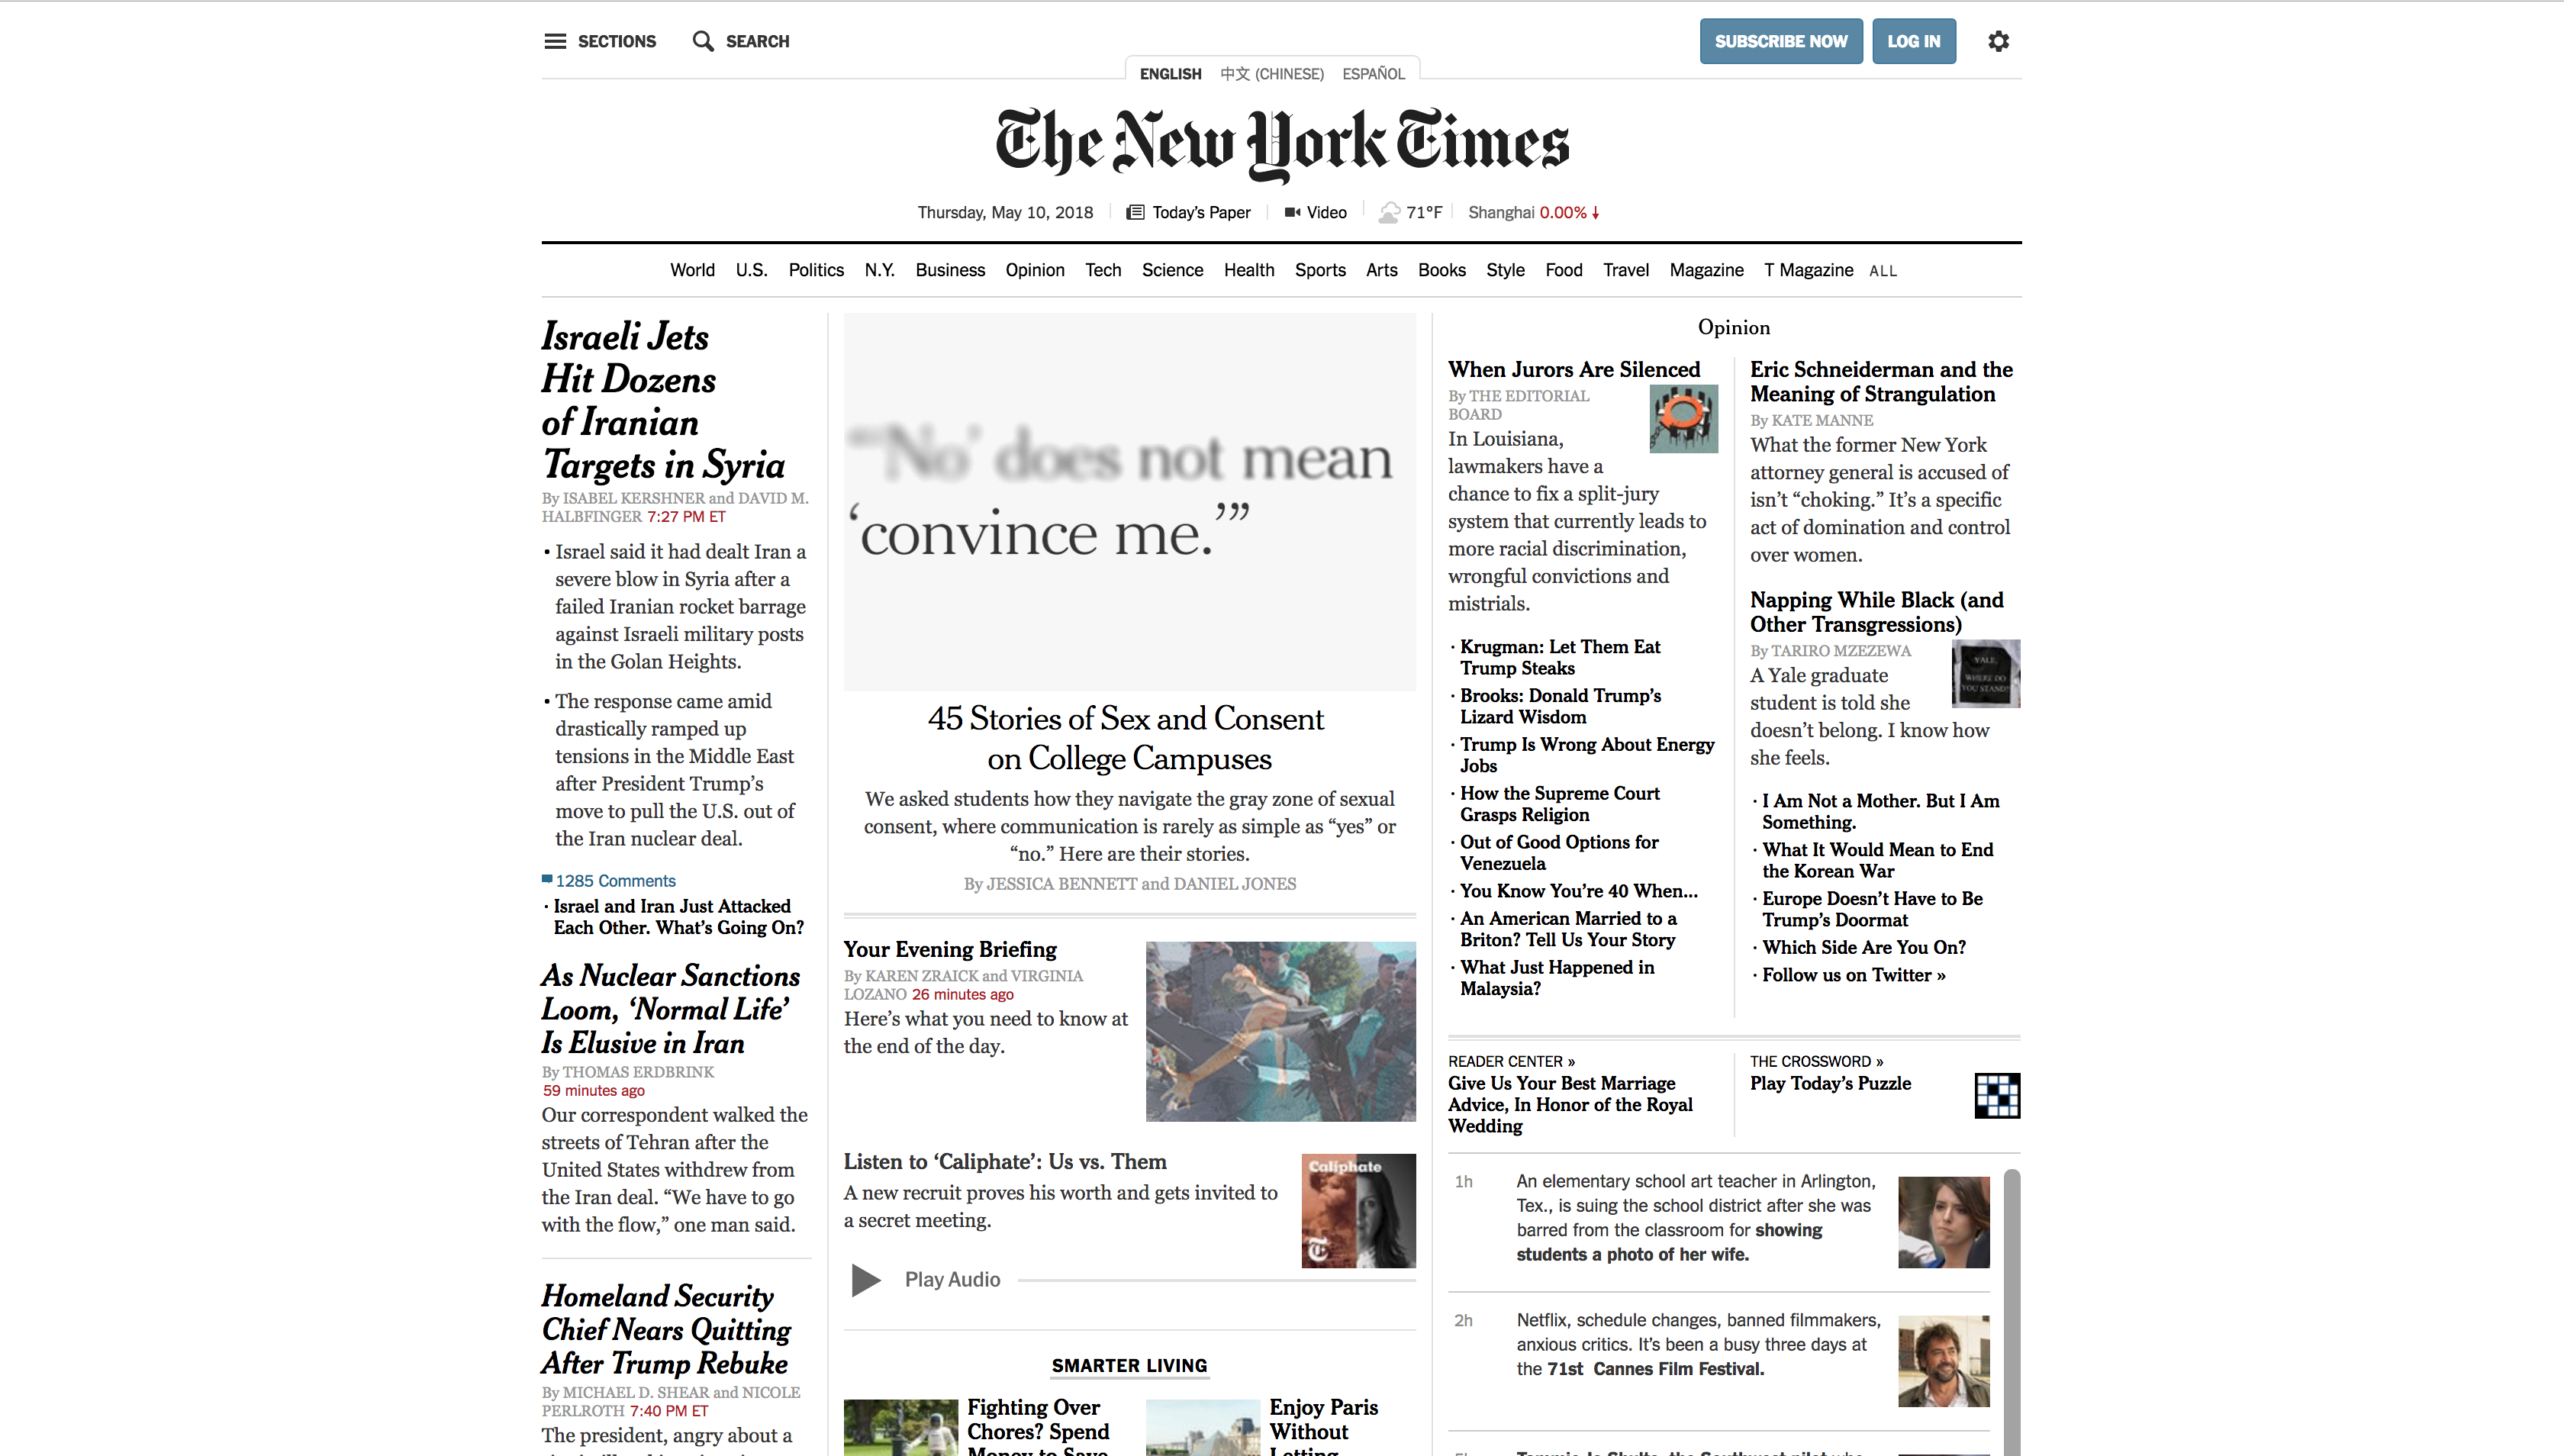 SECTIONS
SEARCH
SUBSCRIBE NOW
LOG IN
ENGLISH
中文 (CHINESE)
ESPAÑOL
The New York Times
Thursday, May 10, 2018
Today's Paper
Video
71°F
Shanghai 0.00% ↓
World U.S. Politics N.Y. Business Opinion Tech Science Health Sports Arts Books Style Food Travel Magazine T Magazine ALL
Israeli Jets
Hit Dozens
of Iranian
Targets in Syria
By ISABEL KERSHNER and DAVID M.
HALBFINGER 7:27 PM ET
• Israel said it had dealt Iran a
severe blow in Syria after a
failed Iranian rocket barrage
against Israeli military posts
in the Golan Heights.
• The response came amid
drastically ramped up
tensions in the Middle East
after President Trump’s
move to pull the U.S. out of
the Iran nuclear deal.
1285 Comments
· Israel and Iran Just Attacked
Each Other. What’s Going On?
As Nuclear Sanctions
Loom, ‘Normal Life’
Is Elusive in Iran
By THOMAS ERDBRINK
59 minutes ago
Our correspondent walked the
streets of Tehran after the
United States withdrew from
the Iran deal. “We have to go
with the flow,” one man said.
Homeland Security
Chief Nears Quitting
After Trump Rebuke
By MICHAEL D. SHEAR and NICOLE
PERLROTH 7:40 PM ET
The president, angry about a
“‘No’ does not mean
‘convince me.’”
45 Stories of Sex and Consent
on College Campuses
We asked students how they navigate the gray zone of sexual
consent, where communication is rarely as simple as “yes” or
“no.” Here are their stories.
By JESSICA BENNETT and DANIEL JONES
Your Evening Briefing
By KAREN ZRAICK and VIRGINIA
LOZANO 26 minutes ago
Here’s what you need to know at
the end of the day.
Listen to ‘Caliphate’: Us vs. Them
A new recruit proves his worth and gets invited to
a secret meeting.
Caliphate
T
Play Audio
SMARTER LIVING
Fighting Over
Chores? Spend
Money to Save
Enjoy Paris
Without
Letting
Opinion
When Jurors Are Silenced
By THE EDITORIAL
BOARD
In Louisiana,
lawmakers have a
chance to fix a split-jury
system that currently leads to
more racial discrimination,
wrongful convictions and
mistrials.
· Krugman: Let Them Eat
Trump Steaks
· Brooks: Donald Trump’s
Lizard Wisdom
· Trump Is Wrong About Energy
Jobs
· How the Supreme Court
Grasps Religion
· Out of Good Options for
Venezuela
· You Know You’re 40 When...
· An American Married to a
Briton? Tell Us Your Story
· What Just Happened in
Malaysia?
Eric Schneiderman and the
Meaning of Strangulation
By KATE MANNE
What the former New York
attorney general is accused of
isn’t “choking.” It’s a specific
act of domination and control
over women.
Napping While Black (and
Other Transgressions)
By TARIRO MZEZEWA
A Yale graduate
student is told she
doesn’t belong. I know how
she feels.
YALE,
WHERE DO
YOU STAND?
· I Am Not a Mother. But I Am
Something.
· What It Would Mean to End
the Korean War
· Europe Doesn’t Have to Be
Trump’s Doormat
· Which Side Are You On?
· Follow us on Twitter »
READER CENTER »
Give Us Your Best Marriage
Advice, In Honor of the Royal
Wedding
THE CROSSWORD »
Play Today’s Puzzle
1h
An elementary school art teacher in Arlington,
Tex., is suing the school district after she was
barred from the classroom for showing
students a photo of her wife.
2h
Netflix, schedule changes, banned filmmakers,
anxious critics. It’s been a busy three days at
the 71st Cannes Film Festival.